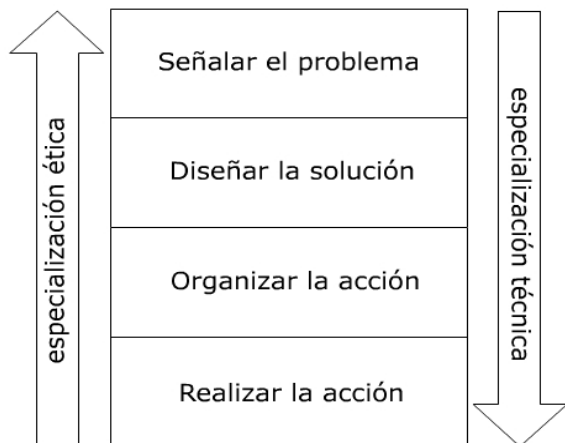 Señalar el problema
Diseñar la solución
Organizar la acción
Realizar la acción
especialización ética
especialización técnica